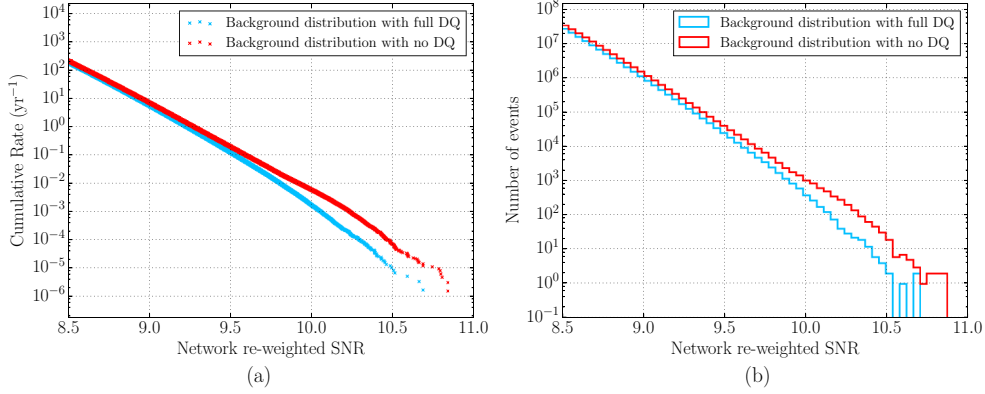 Background distribution with full DQ
Background distribution with no DQ
Cumulative Rate (yr⁻¹)
10⁴
10³
10²
10¹
10⁰
10⁻¹
10⁻²
10⁻³
10⁻⁴
10⁻⁵
10⁻⁶
8.5 9.0 9.5 10.0 10.5 11.0
Network re-weighted SNR
(a)
Background distribution with full DQ
Background distribution with no DQ
Number of events
10⁸
10⁷
10⁶
10⁵
10⁴
10³
10²
10¹
10⁰
10⁻¹
8.5 9.0 9.5 10.0 10.5 11.0
Network re-weighted SNR
(b)